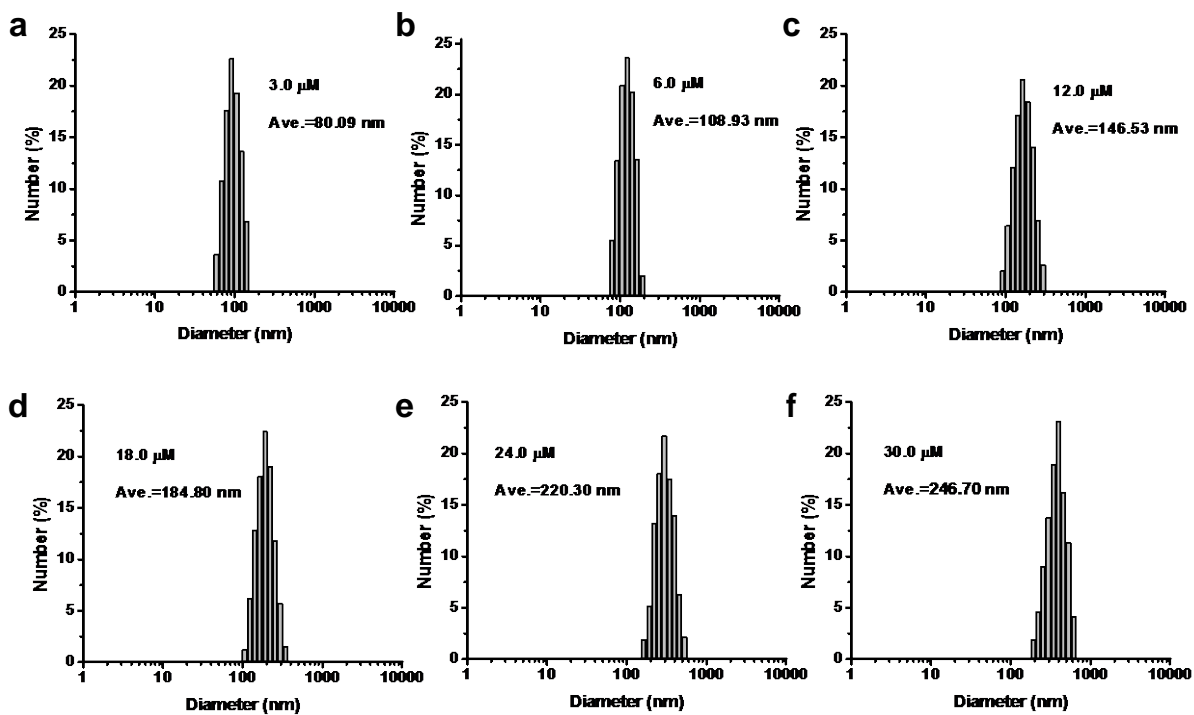 a
25
20
15
10
5
0
Number (%)
3.0 μM
Ave.=80.09 nm
1 10 100 1000 10000
Diameter (nm)
b
25
20
15
10
5
0
Number (%)
6.0 μM
Ave.=108.93 nm
1 10 100 1000 10000
Diameter (nm)
c
25
20
15
10
5
0
Number (%)
12.0 μM
Ave.=146.53 nm
1 10 100 1000 10000
Diameter (nm)
d
25
20
15
10
5
0
Number (%)
18.0 μM
Ave.=184.80 nm
1 10 100 1000 10000
Diameter (nm)
e
25
20
15
10
5
0
Number (%)
24.0 μM
Ave.=220.30 nm
1 10 100 1000 10000
Diameter (nm)
f
25
20
15
10
5
0
Number (%)
30.0 μM
Ave.=246.70 nm
1 10 100 1000 10000
Diameter (nm)